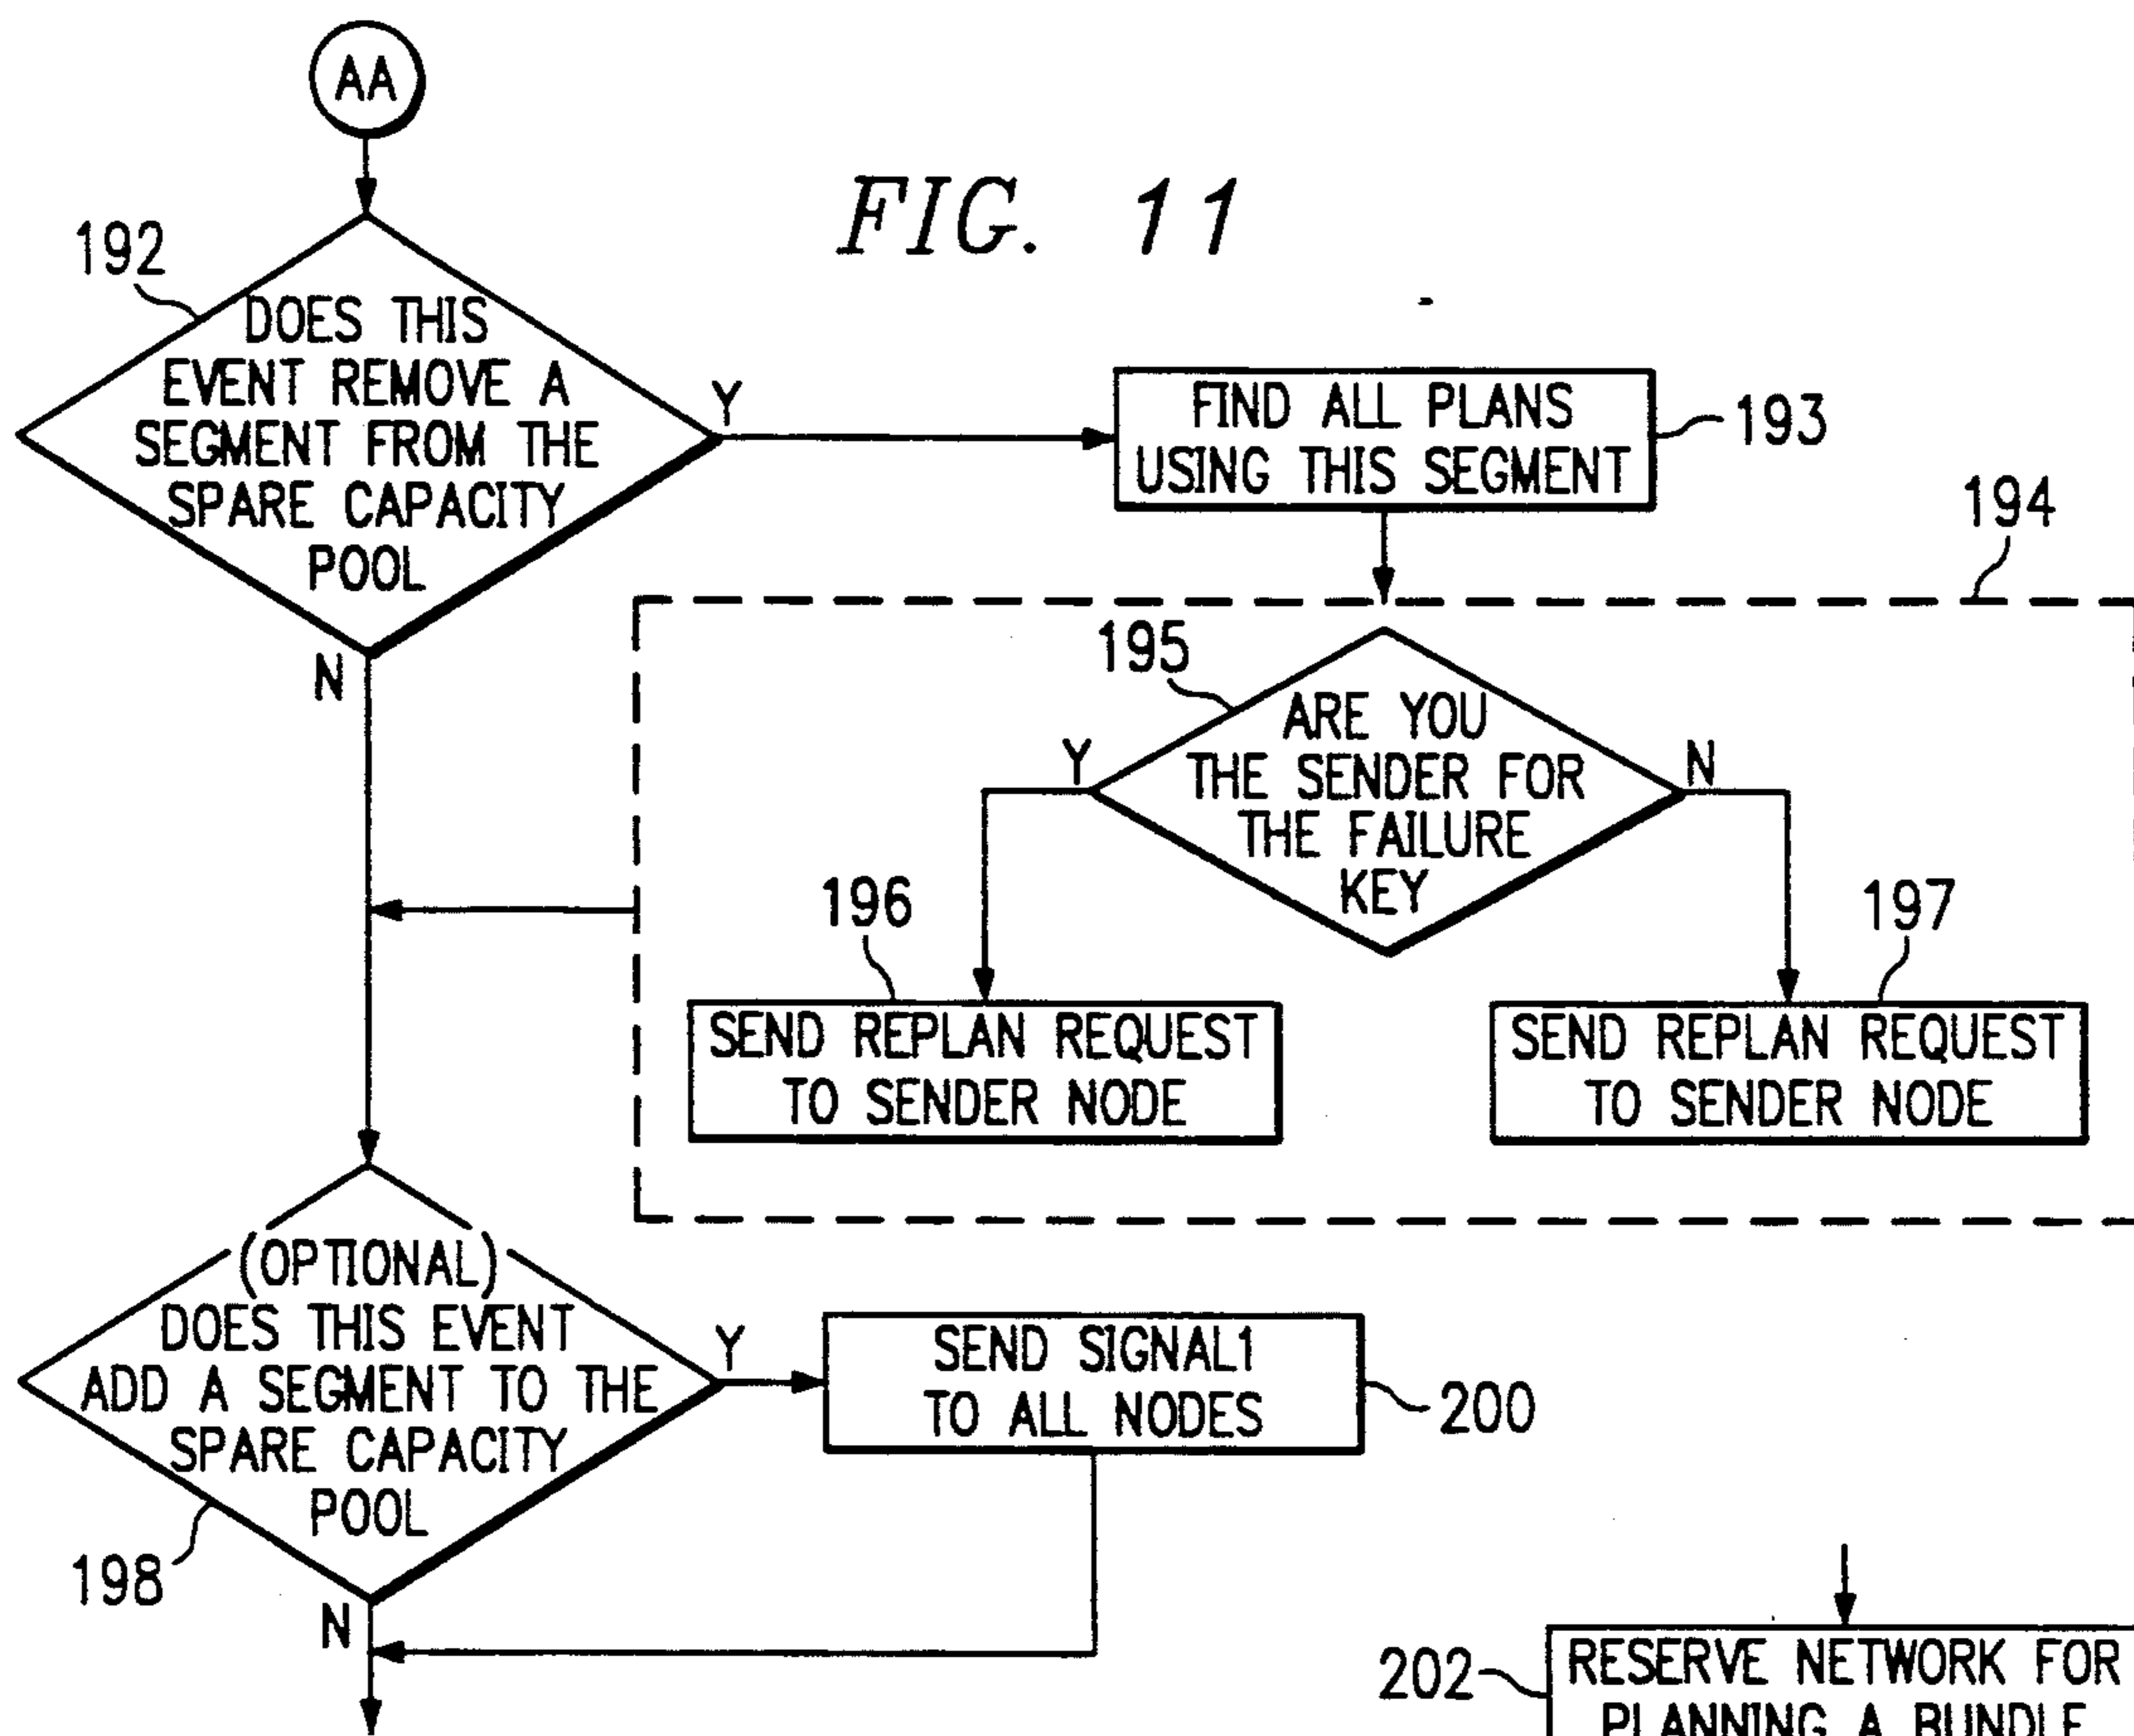 AA
FIG. 11
192
DOES THIS
EVENT REMOVE A
SEGMENT FROM THE
SPARE CAPACITY
POOL
Y
N
FIND ALL PLANS
USING THIS SEGMENT
193
194
195
ARE YOU
THE SENDER FOR
THE FAILURE
KEY
Y
N
196
SEND REPLAN REQUEST
TO SENDER NODE
197
SEND REPLAN REQUEST
TO SENDER NODE
(OPTIONAL)
DOES THIS EVENT
ADD A SEGMENT TO THE
SPARE CAPACITY
POOL
198
Y
N
SEND SIGNAL1
TO ALL NODES
200
202
RESERVE NETWORK FOR
PLANNING A BUNDLE